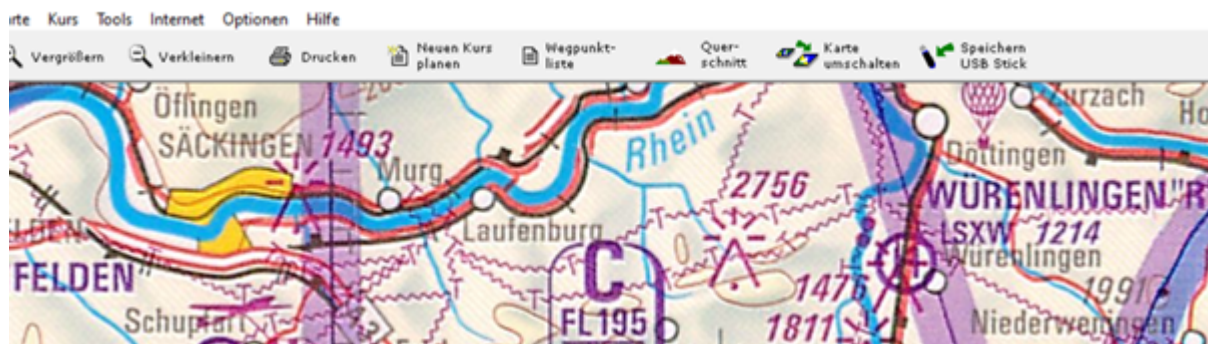 Kurs Tools Internet Optionen Hilfe
Vergrößern Verkleinern Drucken Neuen Kurs planen Wegpunkt-liste Quer-schnitt Karte umschalten Speichern USB Stick
Öflingen
Zurzach
SÄCKINGEN 1493
Murg
Rhein
Döttingen
2756
WÜRENLINGEN"R
Laufenburg
LSXW 1214
Würenlingen
FELDEN"
C
1476
1991
Schupfart
FL195
1811
Niederweningen